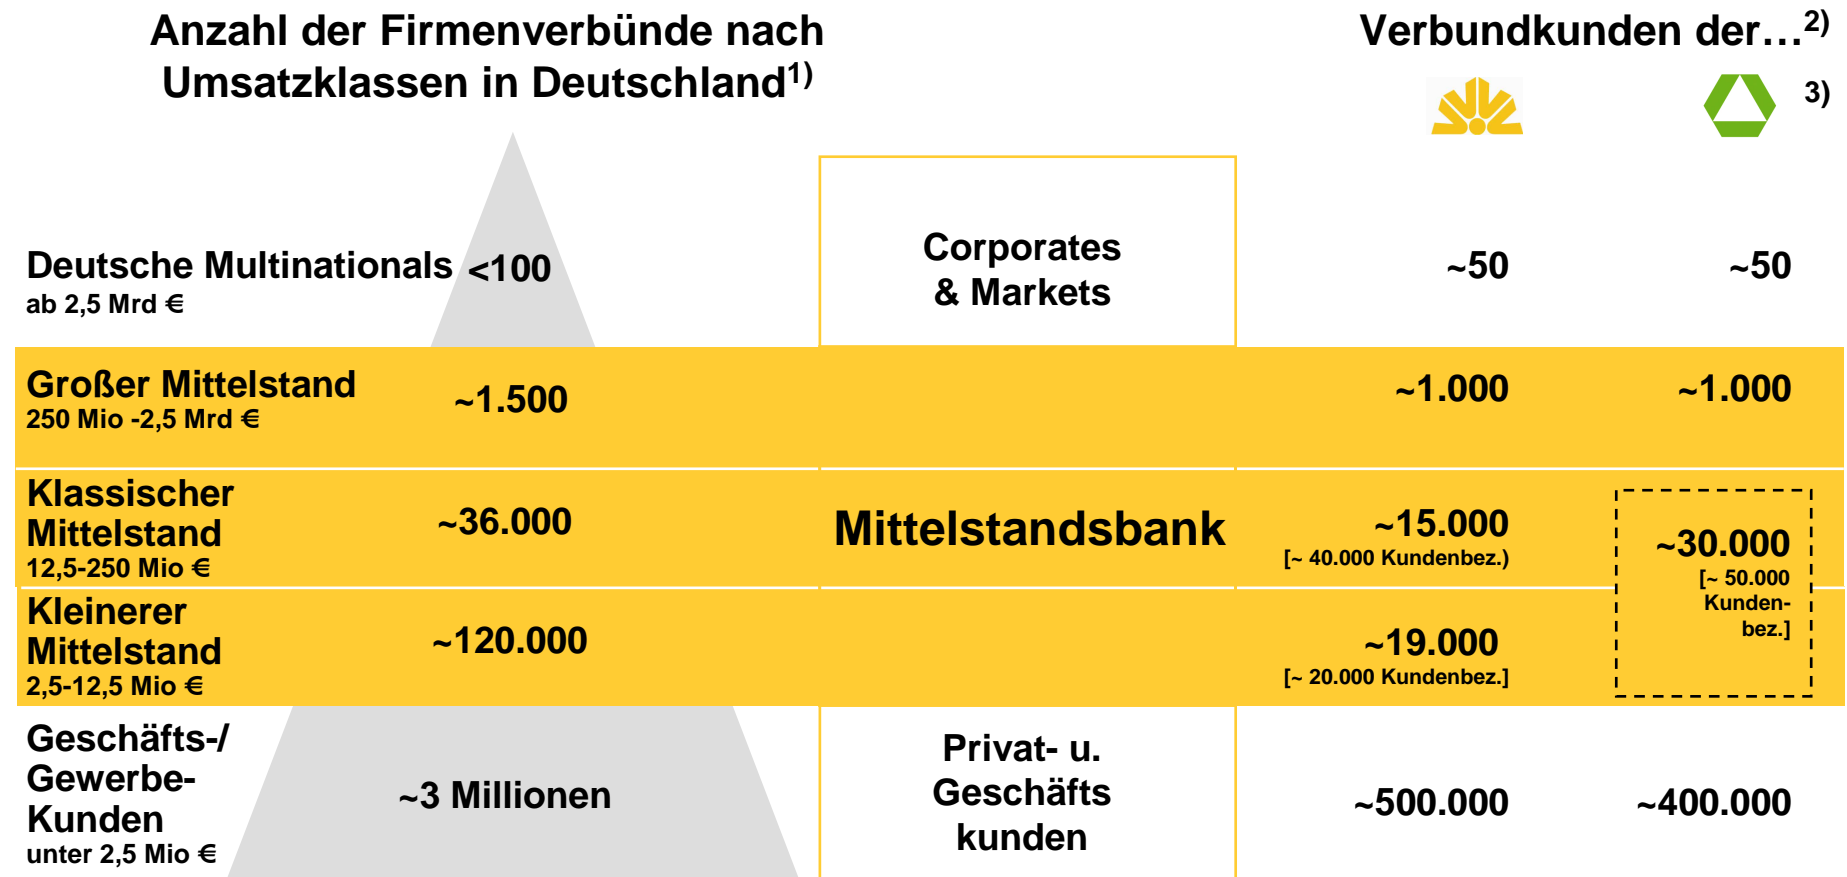 Anzahl der Firmenverbünde nach
Umsatzklassen in Deutschland1)
Verbundkunden der…2)
3)
Deutsche Multinationals
ab 2,5 Mrd €
<100
Corporates
& Markets
~50
~50
Großer Mittelstand
250 Mio -2,5 Mrd €
~1.500
~1.000
~1.000
Klassischer
Mittelstand
12,5-250 Mio €
~36.000
Mittelstandsbank
~15.000
[~ 40.000 Kundenbez.)
~30.000
[~ 50.000
Kunden-
bez.]
Kleinerer
Mittelstand
2,5-12,5 Mio €
~120.000
~19.000
[~ 20.000 Kundenbez.]
Geschäfts-/
Gewerbe-
Kunden
unter 2,5 Mio €
~3 Millionen
Privat- u.
Geschäfts
kunden
~500.000
~400.000